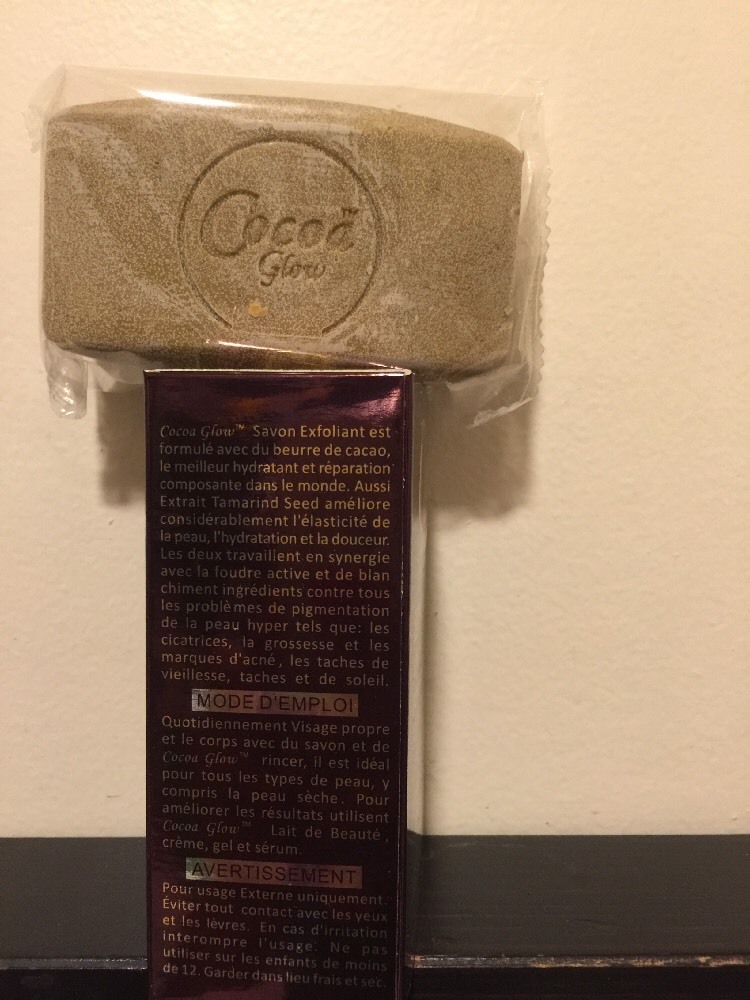 Cocoa™
Glow
Cocoa Glow™ Savon Exfoliant est
formulé avec du beurre de cacao,
le meilleur hydratant et réparation
composante dans le monde. Aussi
Extrait Tamarind Seed améliore
considérablement l'élasticité de
la peau, l'hydratation et la douceur.
Les deux travaillent en synergie
avec la foudre active et de blan
chiment ingrédients contre tous
les problèmes de pigmentation
de la peau hyper tels que: les
cicatrices, la grossesse et les
marques d'acné, les taches de
vieillesse, taches et de soleil.
MODE D'EMPLOI
Quotidiennement Visage propre
et le corps avec du savon et de
Cocoa Glow™ rincer, il est idéal
pour tous les types de peau, y
compris la peau sèche. Pour
améliorer les résultats utilisent
Cocoa Glow™ Lait de Beauté,
crème, gel et sérum.
AVERTISSEMENT
Pour usage Externe uniquement.
Éviter tout contact avec les yeux
et les lèvres. En cas d'irritation
interompre l'usage. Ne pas
utiliser sur les enfants de moins
de 12. Garder dans lieu frais et sec.